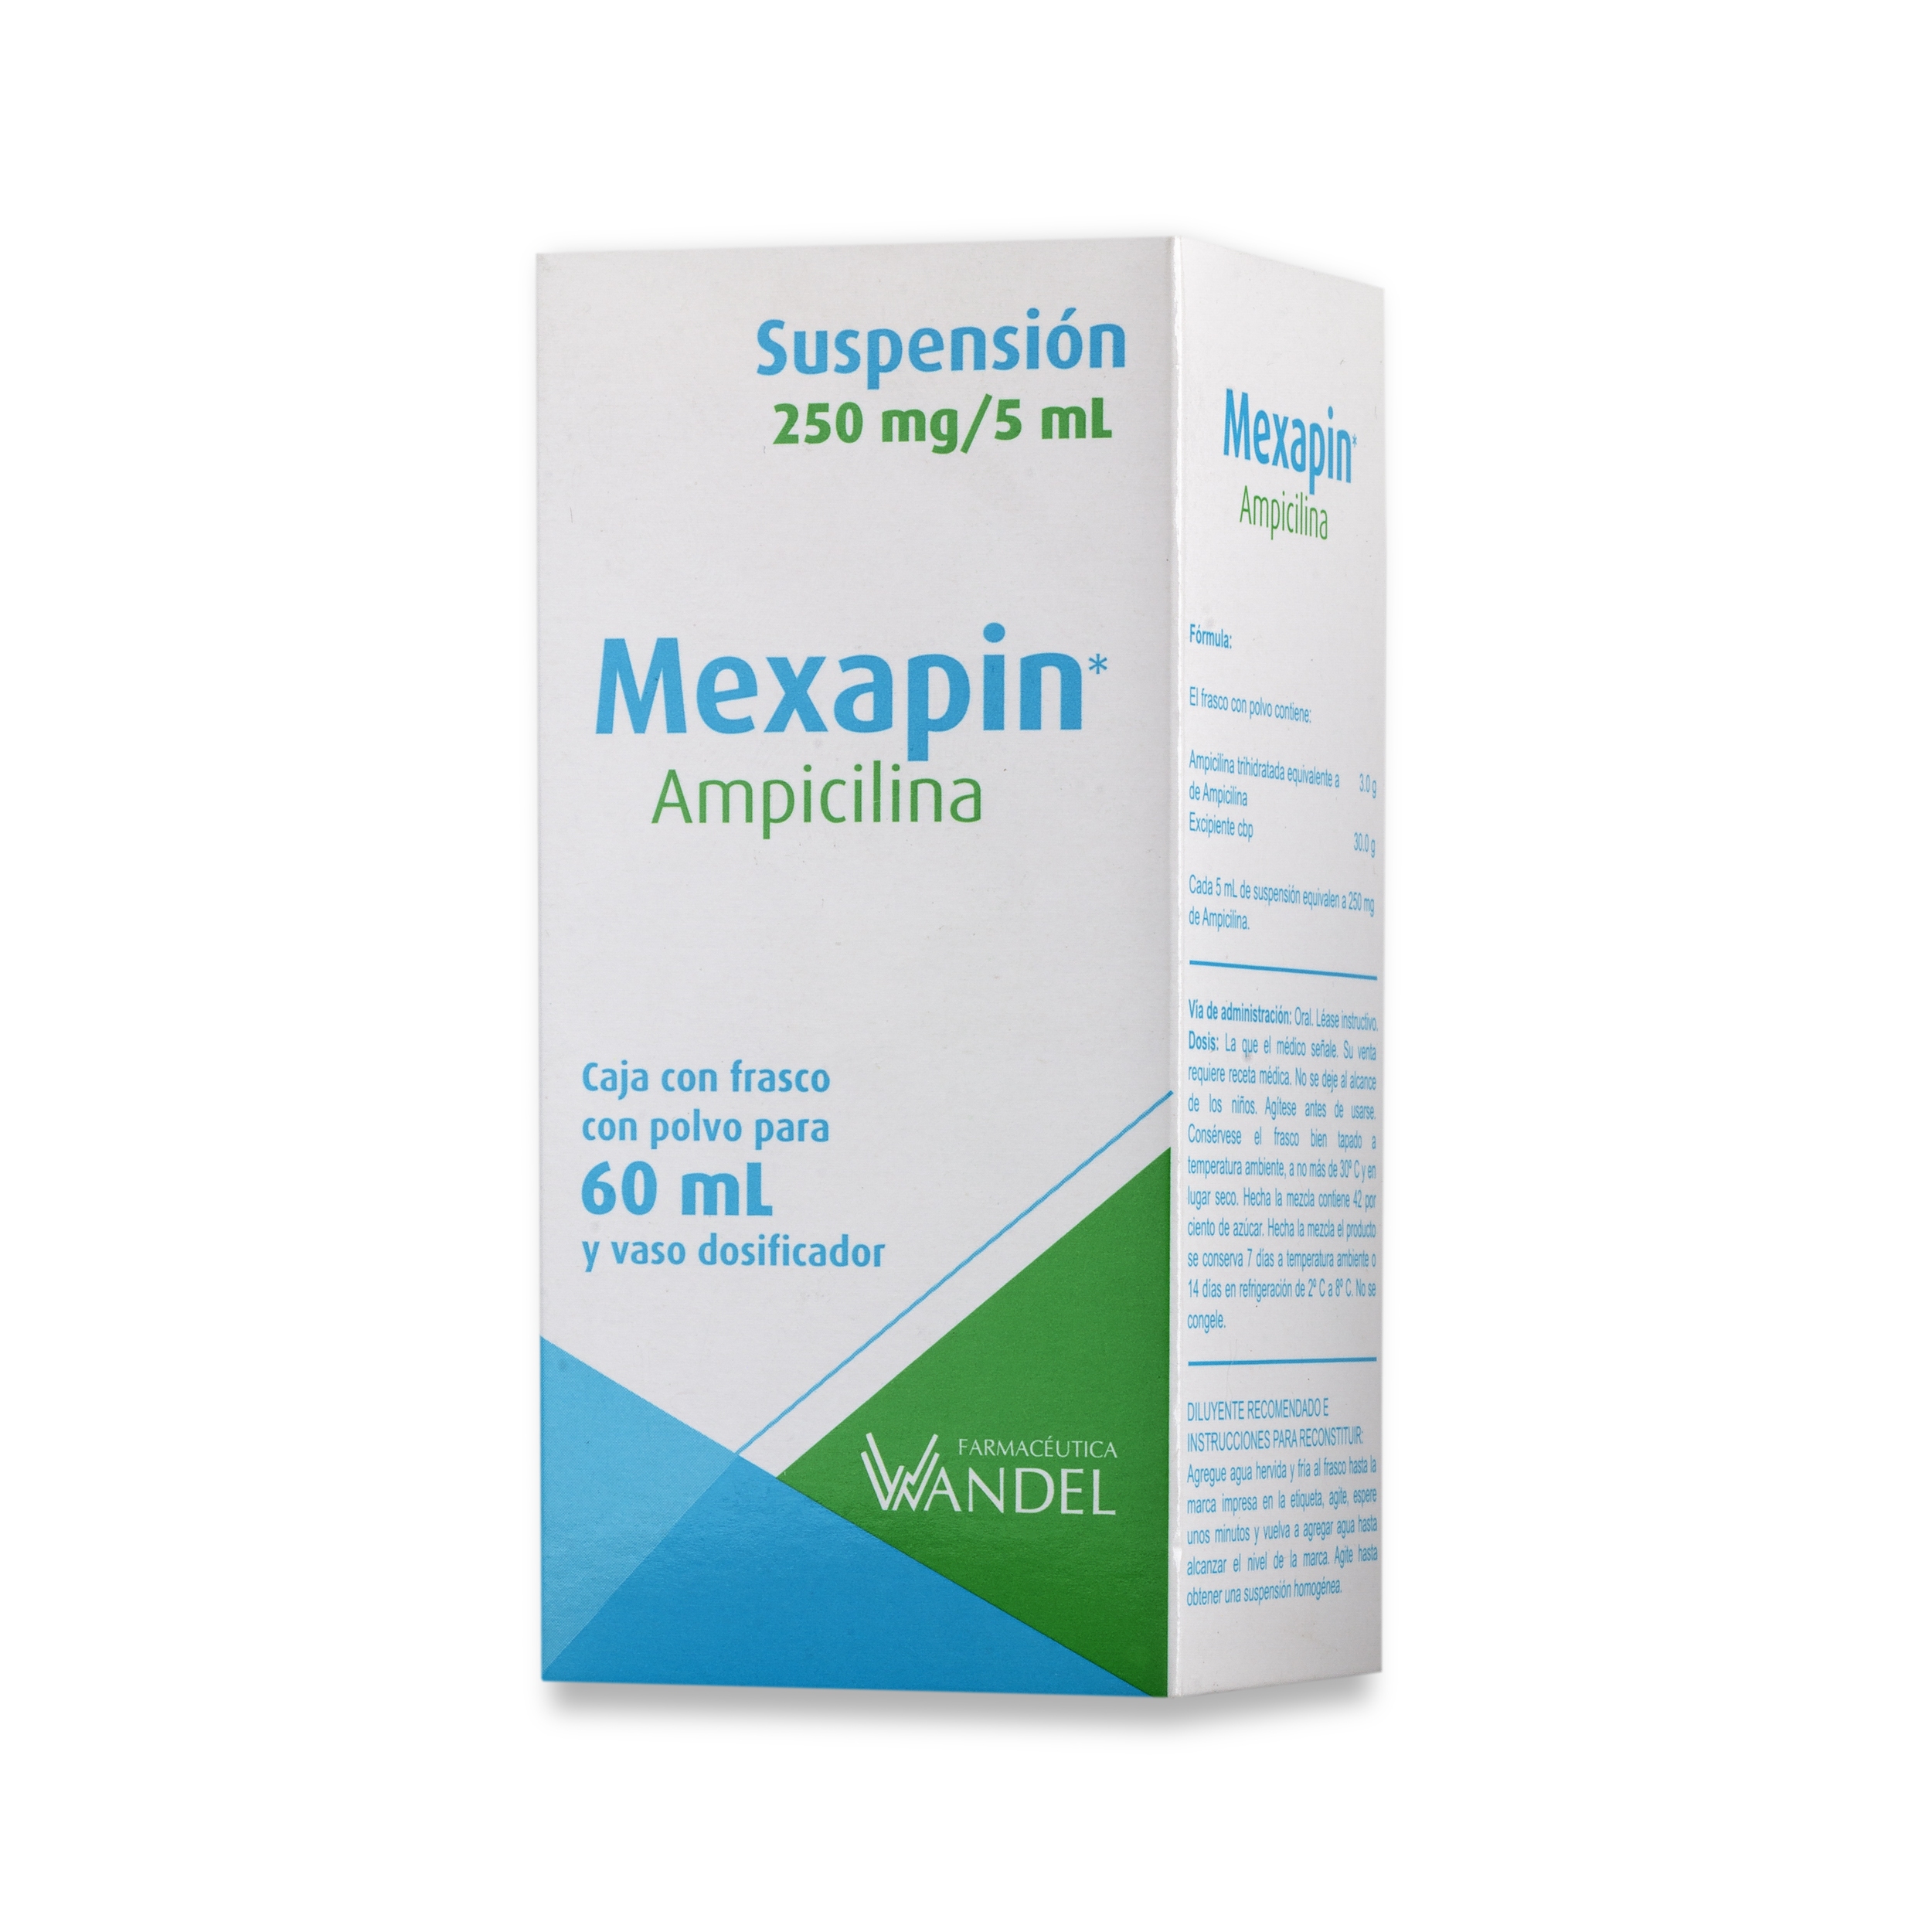 Suspensión
250 mg/5 mL
Mexapin*
Ampicilina
Caja con frasco
con polvo para
60 mL
y vaso dosificador
FARMACÉUTICA
WANDEL
Mexapin*
Ampicilina
Fórmula:
El frasco con polvo contiene:
Ampicilina trihidratada equivalente a 3.0 g
de Ampicilina
Excipiente cbp 30.0 g
Cada 5 mL de suspensión equivalen a 250 mg
de Ampicilina.
Vía de administración: Oral. Léase instructivo.
Dosis: La que el médico señale. Su venta
requiere receta médica. No se deje al alcance
de los niños. Agítese antes de usarse.
Consérvese el frasco bien tapado a
temperatura ambiente, a no más de 30º C y en
lugar seco. Hecha la mezcla contiene 42 por
ciento de azúcar. Hecha la mezcla el producto
se conserva 7 días a temperatura ambiente o
14 días en refrigeración de 2º C a 8º C. No se
congele.
DILUYENTE RECOMENDADO E
INSTRUCCIONES PARA RECONSTITUIR:
Agregue agua hervida y fría al frasco hasta la
marca impresa en la etiqueta, agite, espere
unos minutos y vuelva a agregar agua hasta
alcanzar el nivel de la marca. Agite hasta
obtener una suspensión homogénea.